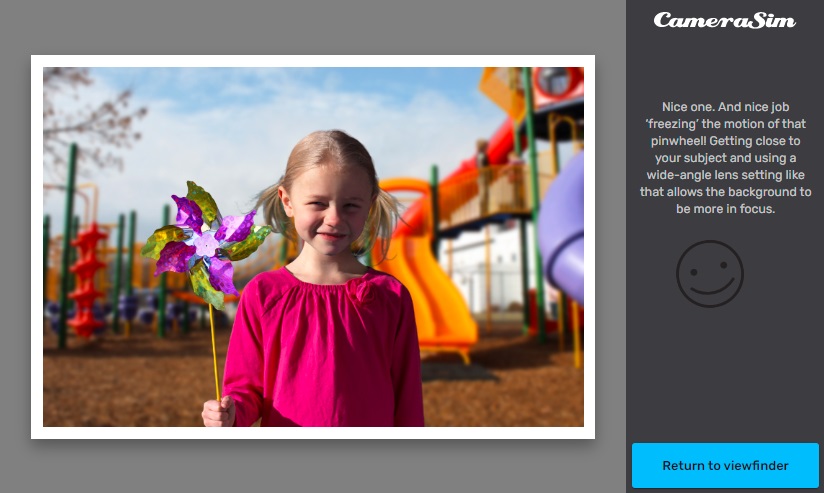 CameraSim
Nice one. And nice job
'freezing' the motion of that
pinwheel! Getting close to
your subject and using a
wide-angle lens setting like
that allows the background to
be more in focus.
Return to viewfinder